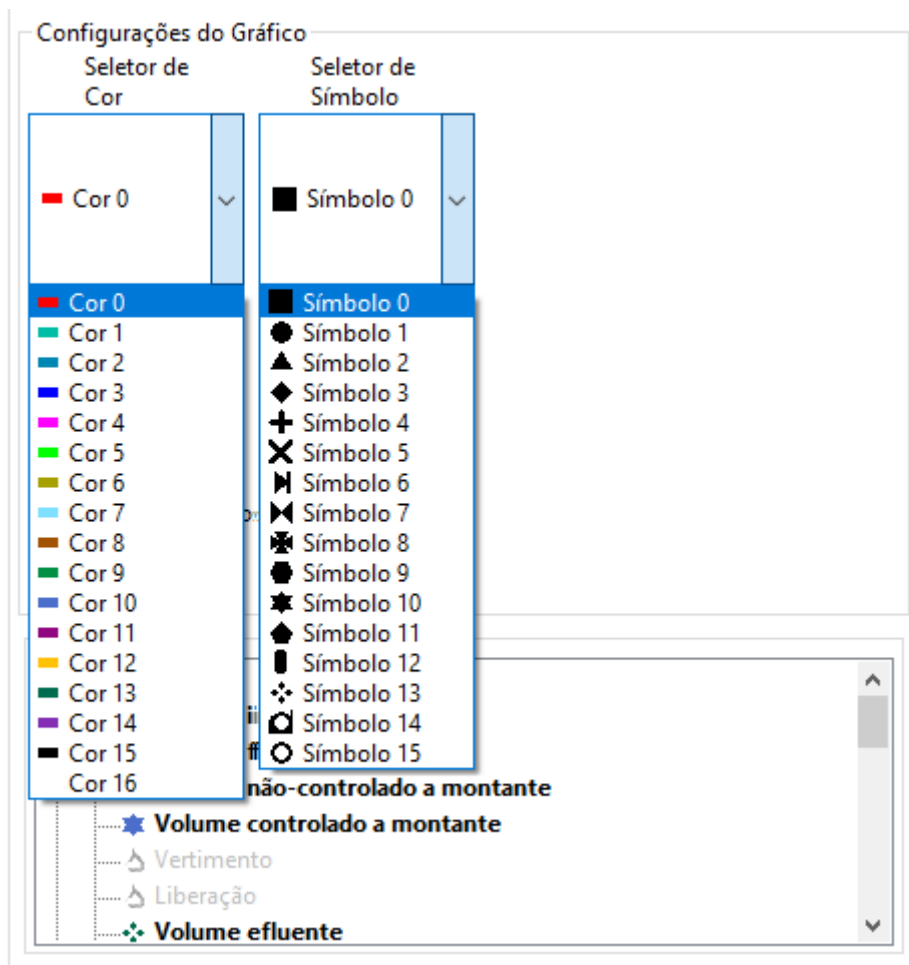 Configurações do Gráfico
Seletor de
Cor
Seletor de
Símbolo
Cor 0
Símbolo 0
Cor 0
Cor 1
Cor 2
Cor 3
Cor 4
Cor 5
Cor 6
Cor 7
Cor 8
Cor 9
Cor 10
Cor 11
Cor 12
Cor 13
Cor 14
Cor 15
Cor 16
Símbolo 0
Símbolo 1
Símbolo 2
Símbolo 3
Símbolo 4
Símbolo 5
Símbolo 6
Símbolo 7
Símbolo 8
Símbolo 9
Símbolo 10
Símbolo 11
Símbolo 12
Símbolo 13
Símbolo 14
Símbolo 15
não-controlado a montante
Volume controlado a montante
Vertimento
Liberação
Volume efluente